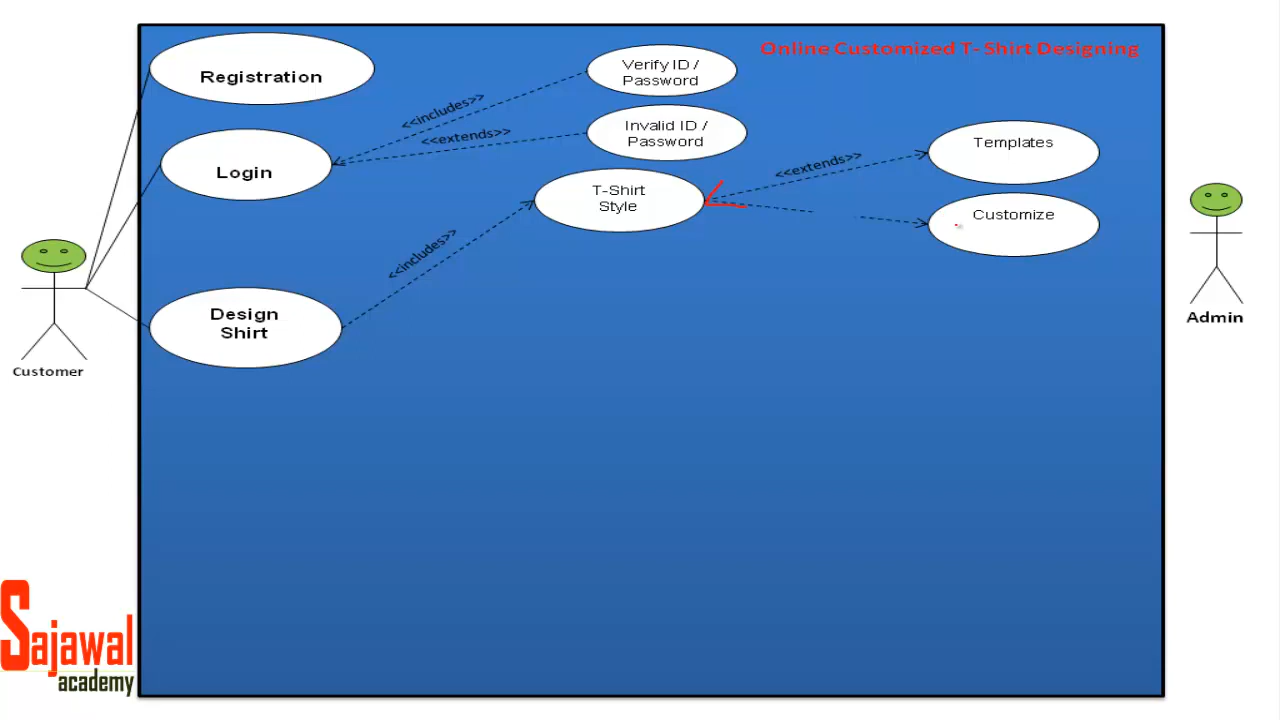 Online Customized T- Shirt Designing
Registration
Verify ID /
Password
<<includes>>
Invalid ID /
Password
<<extends>>
Login
Templates
<<extends>>
T-Shirt
Style
Customize
<<includes>>
Design
Shirt
Admin
Customer
Sajawal
academy